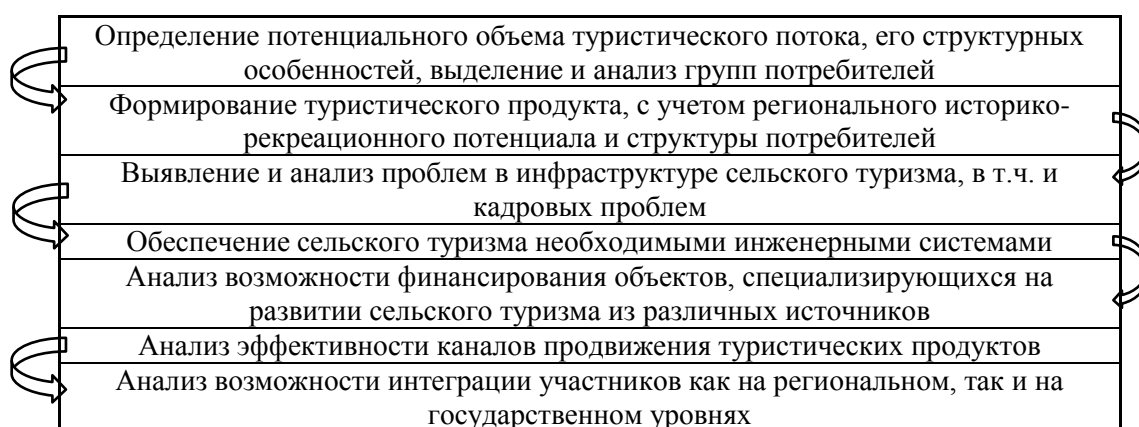 Определение потенциального объема туристического потока, его структурных
особенностей, выделение и анализ групп потребителей
Формирование туристического продукта, с учетом регионального историко-
рекреационного потенциала и структуры потребителей
Выявление и анализ проблем в инфраструктуре сельского туризма, в т.ч. и
кадровых проблем
Обеспечение сельского туризма необходимыми инженерными системами
Анализ возможности финансирования объектов, специализирующихся на
развитии сельского туризма из различных источников
Анализ эффективности каналов продвижения туристических продуктов
Анализ возможности интеграции участников как на региональном, так и на
государственном уровнях